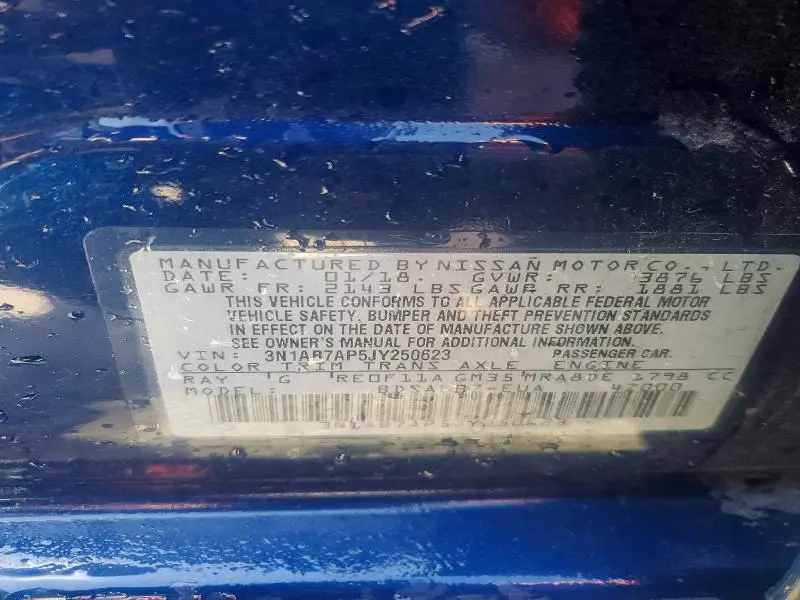 MANUFACTURED BY NISSAN MOTOR CO., LTD.
DATE: 01/18 GVWR: 3876 LBS
GAWR FR: 2143 LBS GAWR RR: 1881 LBS
THIS VEHICLE CONFORMS TO ALL APPLICABLE FEDERAL MOTOR
VEHICLE SAFETY, BUMPER AND THEFT PREVENTION STANDARDS
IN EFFECT ON THE DATE OF MANUFACTURE SHOWN ABOVE.
SEE OWNER'S MANUAL FOR ADDITIONAL INFORMATION.
VIN: 3N1AB7AP5JY250623 PASSENGER CAR.
COLOR TRIM TRANS AXLE ENGINE
RAY G RE0F11A GM35 MRA8DE 1798 CC
MODEL: